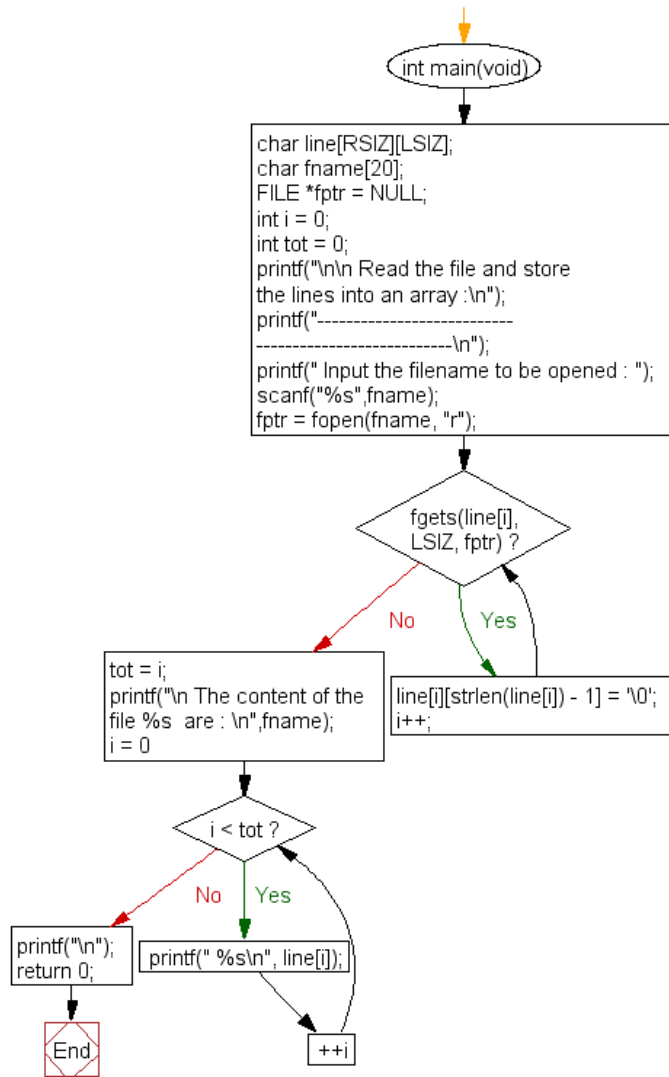 int main(void)
char line[RSIZ][LSIZ];
char fname[20];
FILE *fptr = NULL;
int i = 0;
int tot = 0;
printf("\n\n Read the file and store
the lines into an array :\n");
printf("---------------------------
---------------------------\n");
printf(" Input the filename to be opened : ");
scanf("%s",fname);
fptr = fopen(fname, "r");
fgets(line[i],
LSIZ, fptr) ?
No
Yes
tot = i;
printf("\n The content of the
file %s  are : \n",fname);
i = 0
line[i][strlen(line[i]) - 1] = '\0';
i++;
i < tot ?
No
Yes
printf("\n");
return 0;
printf(" %s\n", line[i]);
End
++i